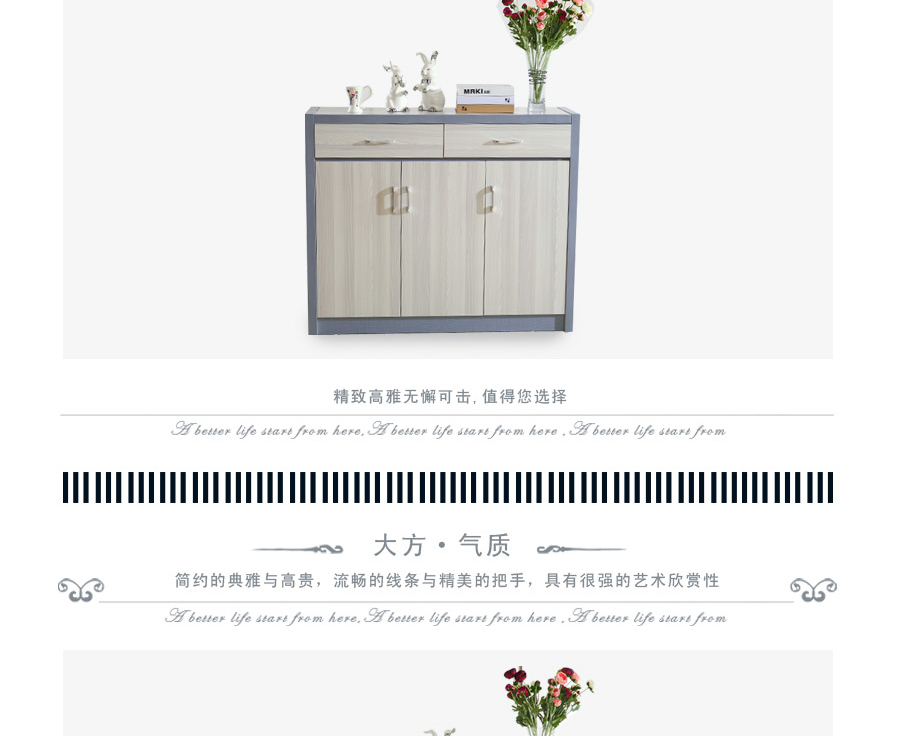 MRKI
精致高雅无懈可击, 值得您选择
A better life start from here. A better life start from here . A better life start from
大方·气质
简约的典雅与高贵，流畅的线条与精美的把手，具有很强的艺术欣赏性
A better life start from here. A better life start from here . A better life start from